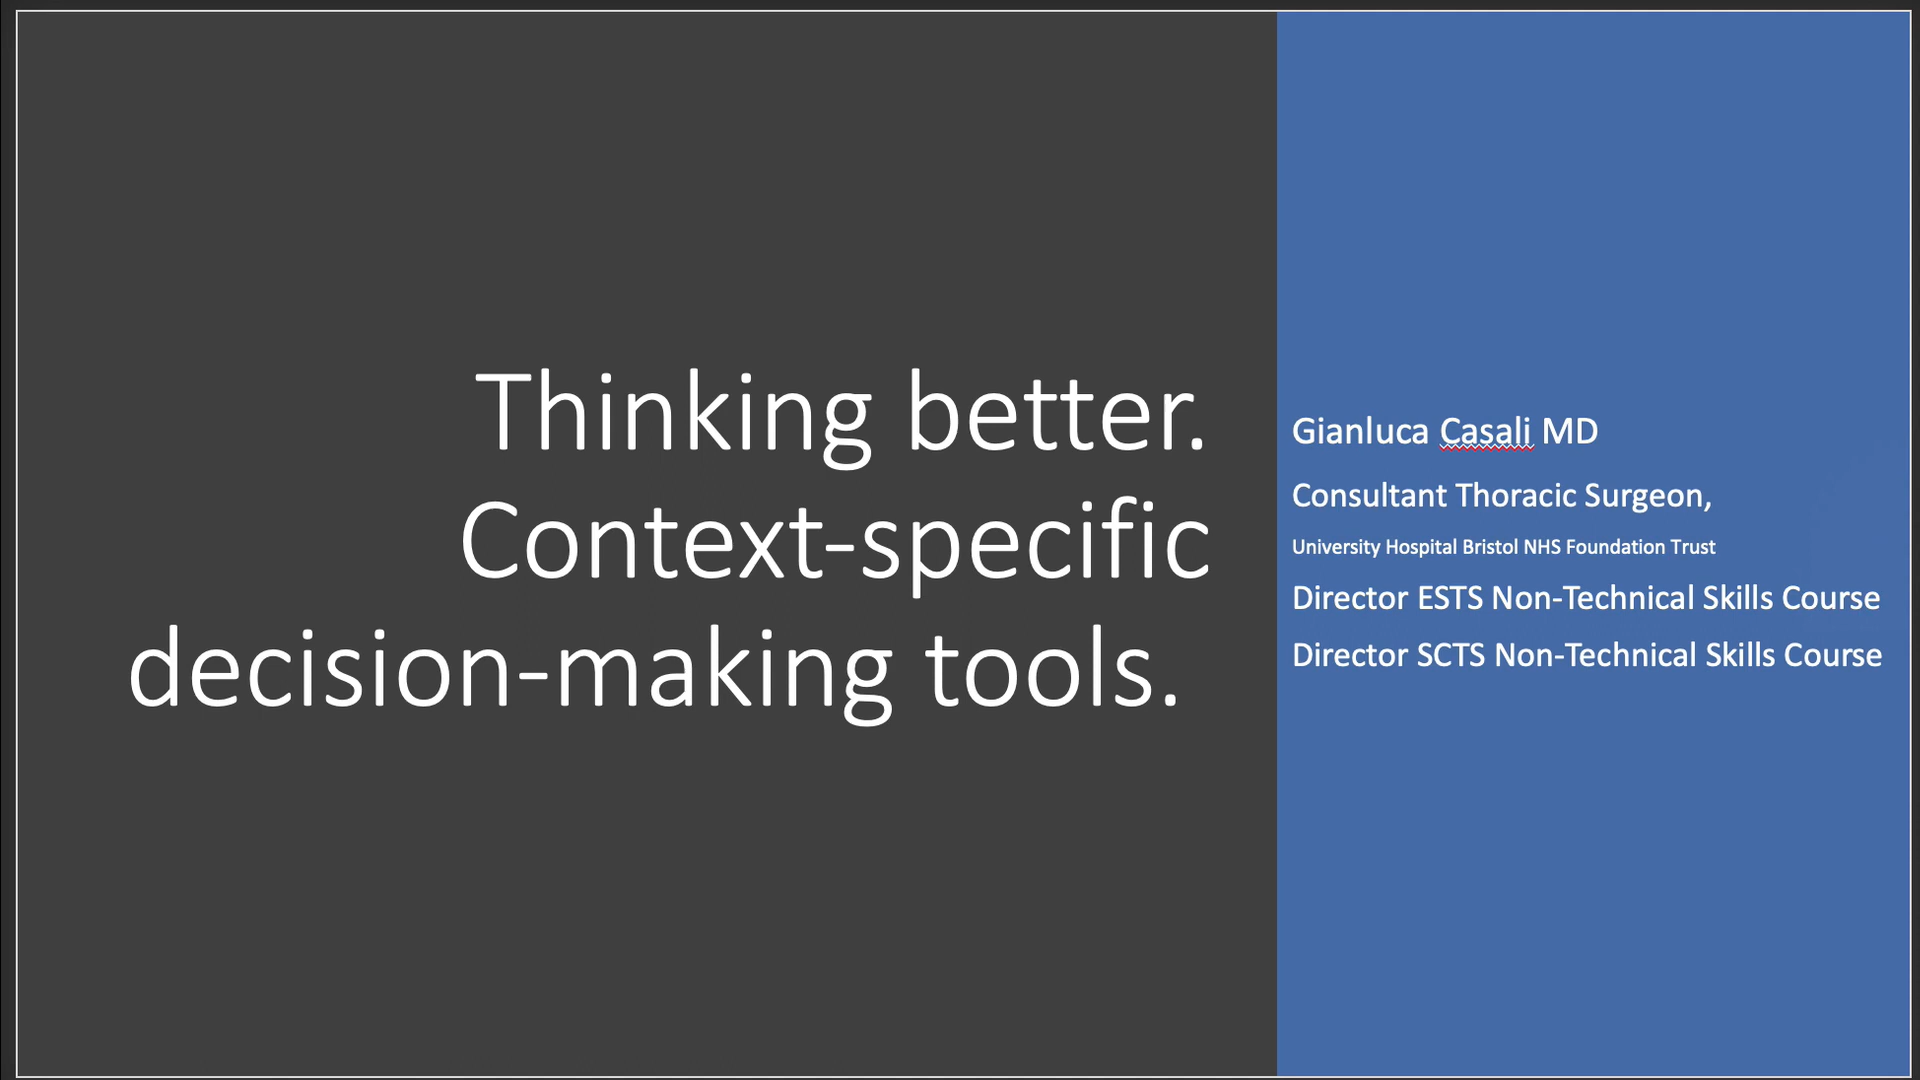 Thinking better.
Context-specific
decision-making tools.
Gianluca Casali MD
Consultant Thoracic Surgeon,
University Hospital Bristol NHS Foundation Trust
Director ESTS Non-Technical Skills Course
Director SCTS Non-Technical Skills Course